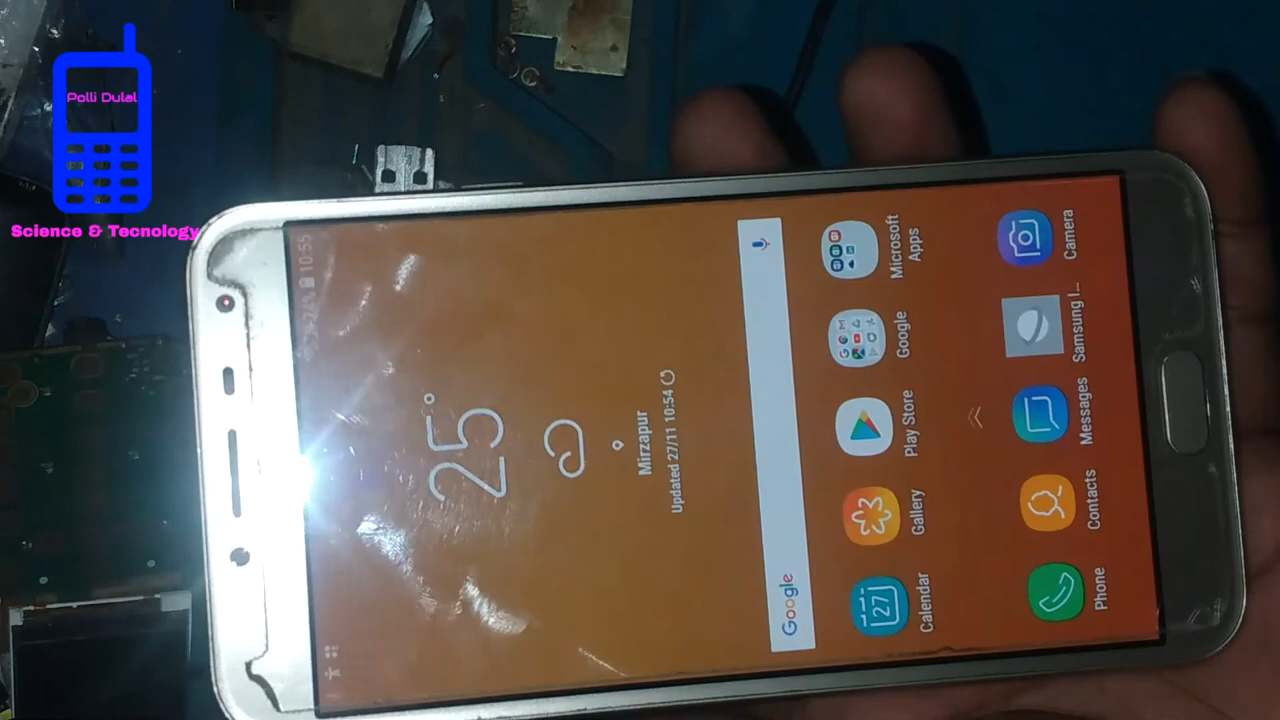 Polli Dulal
Science & Tecnology
10:55
25°
Mirzapur
Updated 27/11 10:54
Google
27
Calendar
Gallery
Play Store
Google
Microsoft
Apps
Phone
Contacts
Messages
Samsung I...
Camera